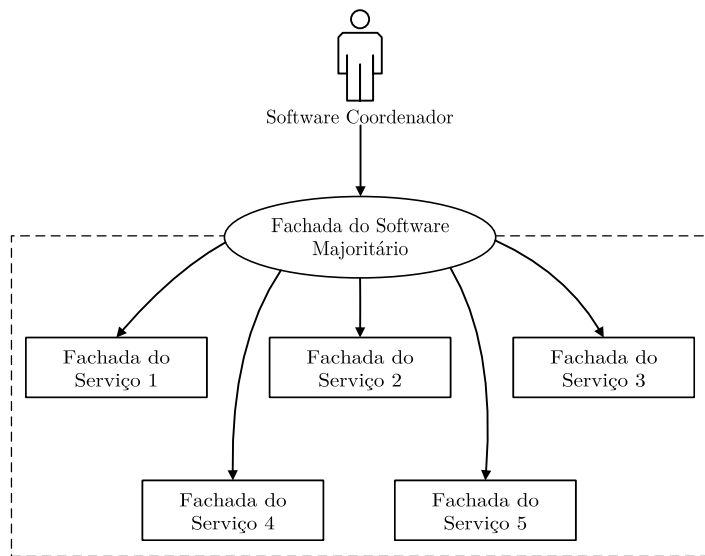 Software Coordenador
Fachada do Software
Majoritário
Fachada do
Serviço 1
Fachada do
Serviço 2
Fachada do
Serviço 3
Fachada do
Serviço 4
Fachada do
Serviço 5